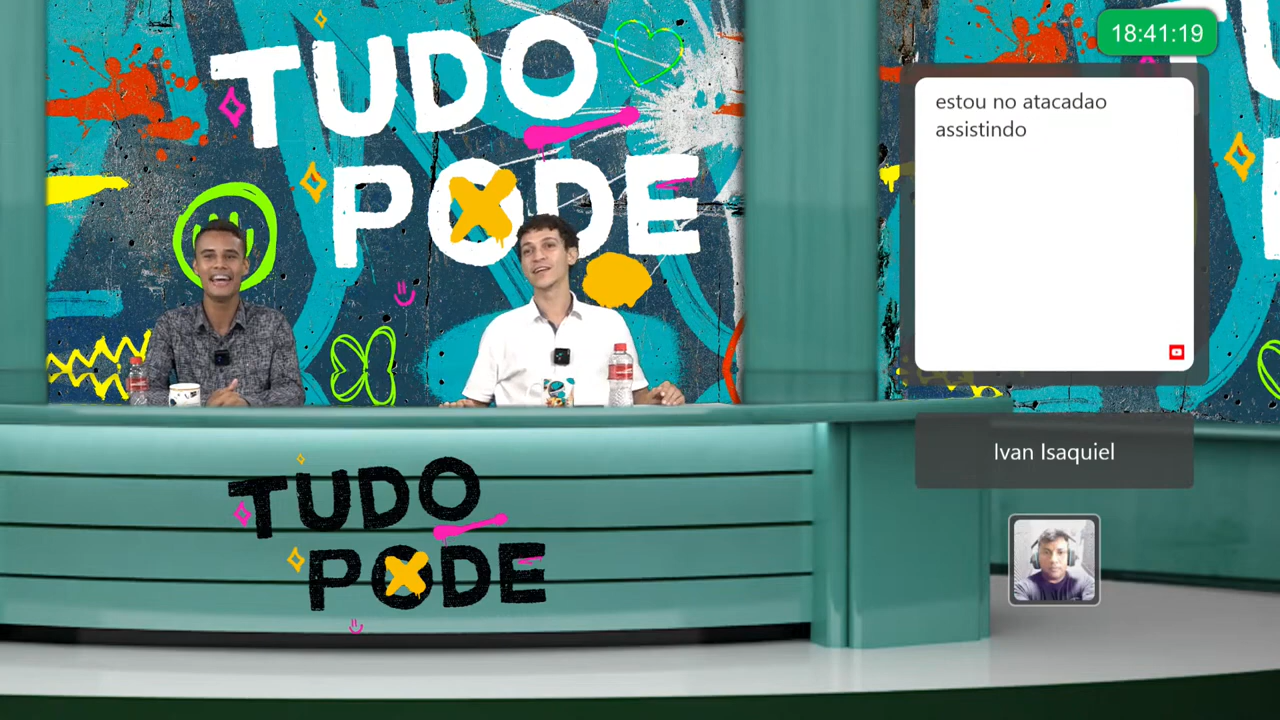 TUDO
PODE
TUDO
PODE
18:41:19
estou no atacadao
assistindo
Ivan Isaquiel